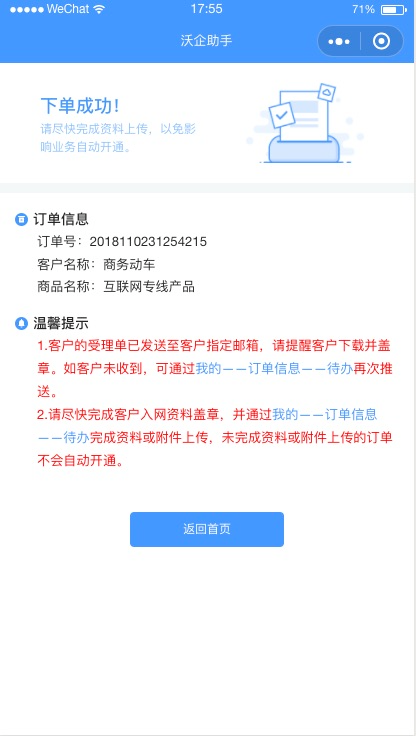 WeChat 17:55 71%
沃企助手
下单成功!
请尽快完成资料上传，以免影
响业务自动开通。
订单信息
订单号：2018110231254215
客户名称：商务动车
商品名称：互联网专线产品
温馨提示
1.客户的受理单已发送至客户指定邮箱，请提醒客户下载并盖
章。如客户未收到，可通过我的——订单信息——待办再次推
送。
2.请尽快完成客户入网资料盖章，并通过我的——订单信息
——待办完成资料或附件上传，未完成资料或附件上传的订单
不会自动开通。
返回首页